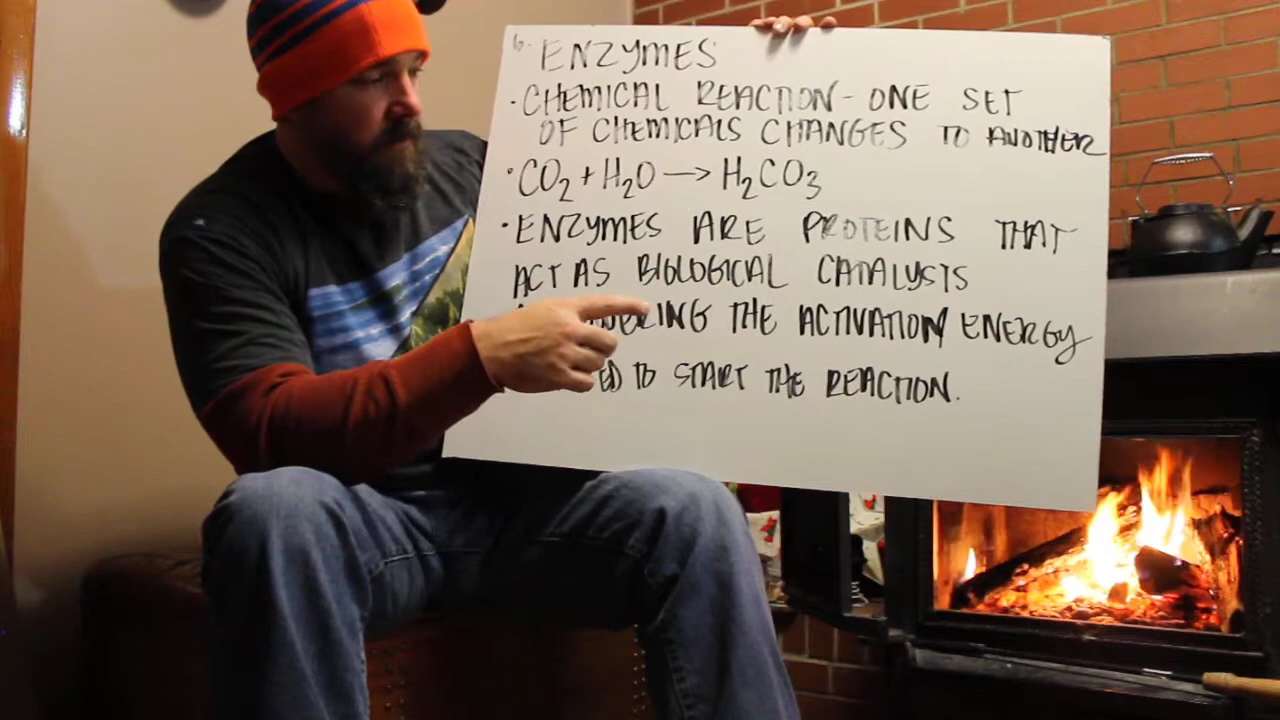 6. ENZYMES
• CHEMICAL REACTION - ONE SET
OF CHEMICALS CHANGES TO ANOTHER
• CO₂ + H₂O → H₂CO₃
• ENZYMES ARE PROTEINS THAT
ACT AS BIOLOGICAL CATALYSTS
THE ACTIVATION ENERGY
TO START THE REACTION.